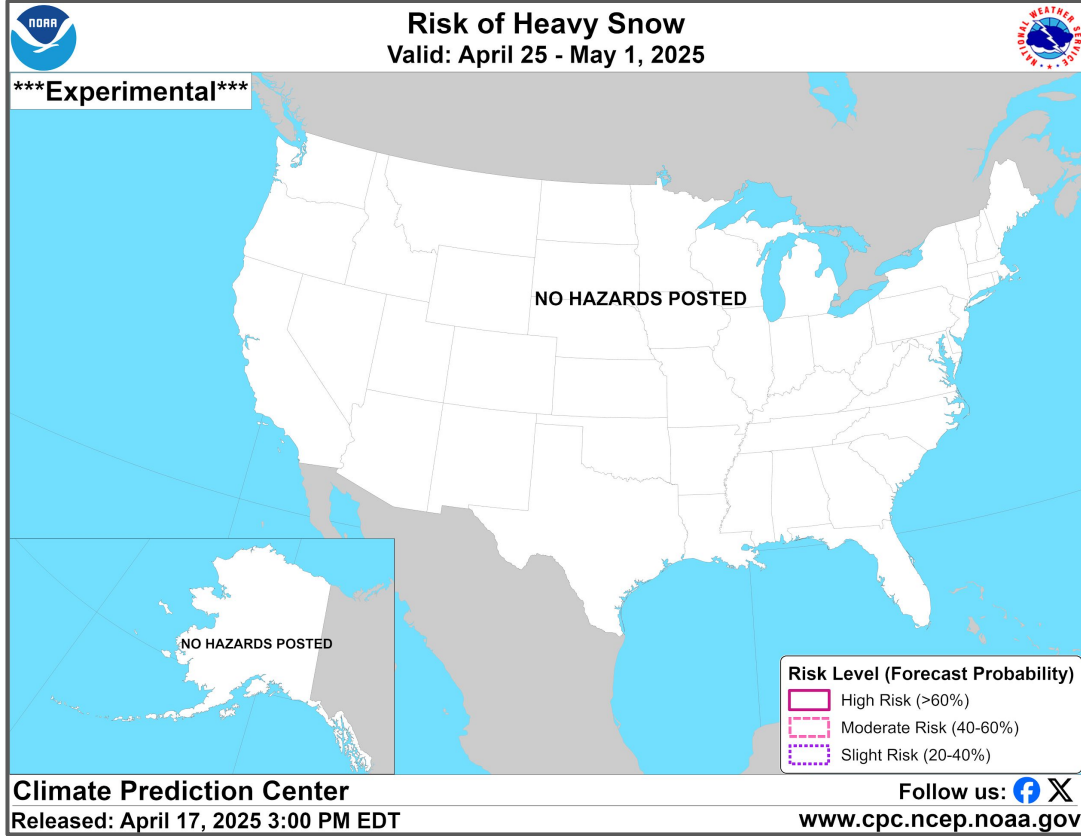 NOAA
Risk of Heavy Snow
Valid: April 25 - May 1, 2025
NATIONAL WEATHER SERVICE
***Experimental***
NO HAZARDS POSTED
NO HAZARDS POSTED
Risk Level (Forecast Probability)
High Risk (>60%)
Moderate Risk (40-60%)
Slight Risk (20-40%)
Climate Prediction Center
Follow us:
Released: April 17, 2025 3:00 PM EDT
www.cpc.ncep.noaa.gov